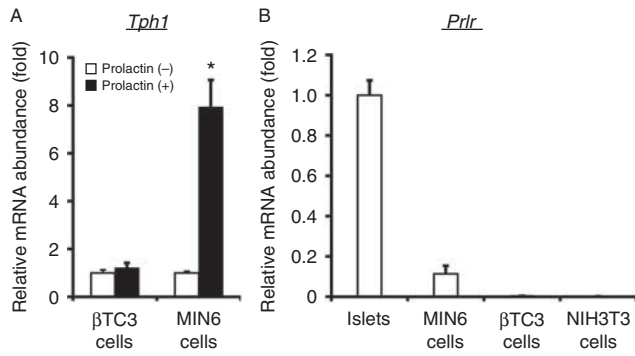 A
Tph1
Relative mRNA abundance (fold)
10
8
6
4
2
0
Prolactin (–)
Prolactin (+)
*
βTC3 cells
MIN6 cells
B
Prlr
Relative mRNA abundance (fold)
1.2
1.0
0.8
0.6
0.4
0.2
0
Islets
MIN6 cells
βTC3 cells
NIH3T3 cells